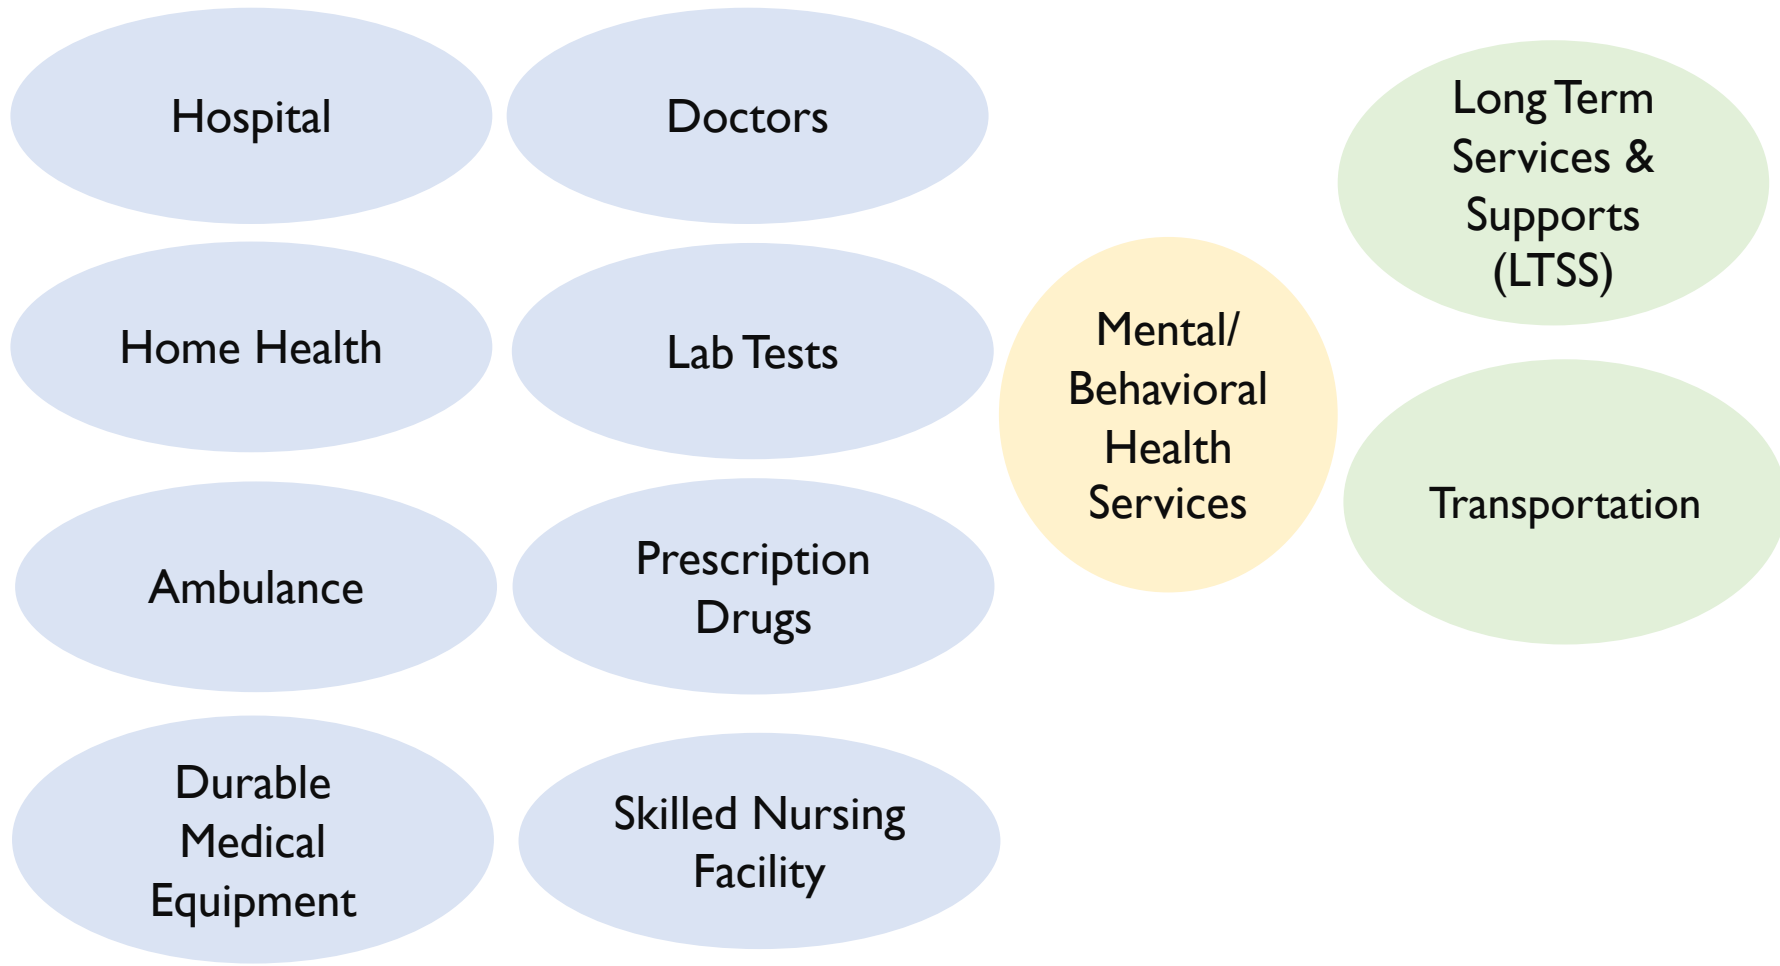 Hospital
Doctors
Long Term
Services &
Supports
(LTSS)
Home Health
Lab Tests
Mental/
Behavioral
Health
Services
Transportation
Ambulance
Prescription
Drugs
Durable
Medical
Equipment
Skilled Nursing
Facility